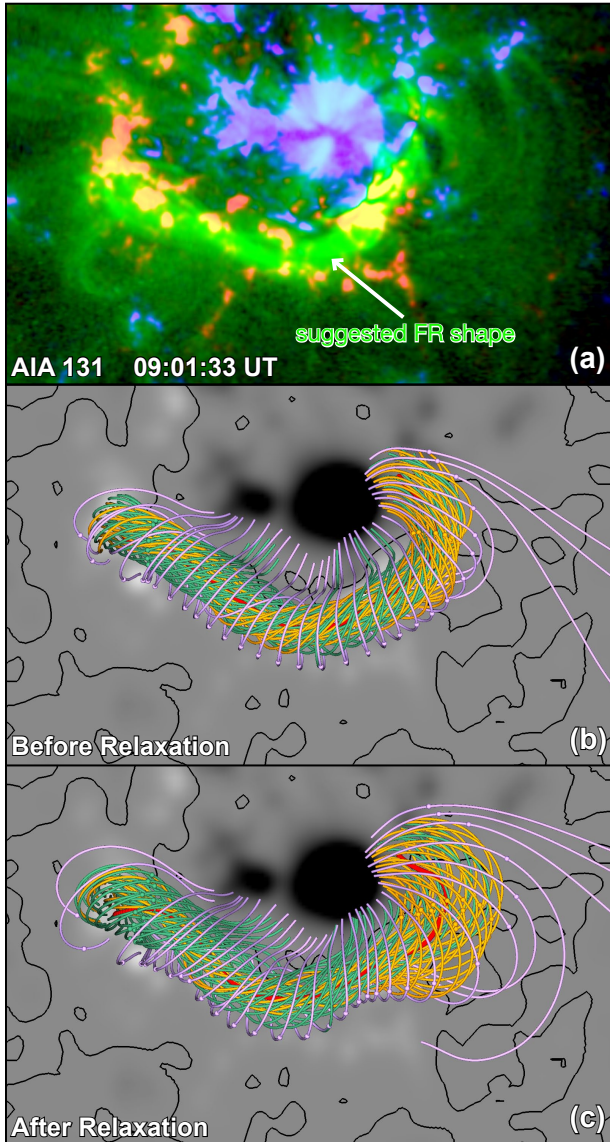 suggested FR shape
AIA 131 09:01:33 UT
(a)
Before Relaxation
(b)
After Relaxation
(c)